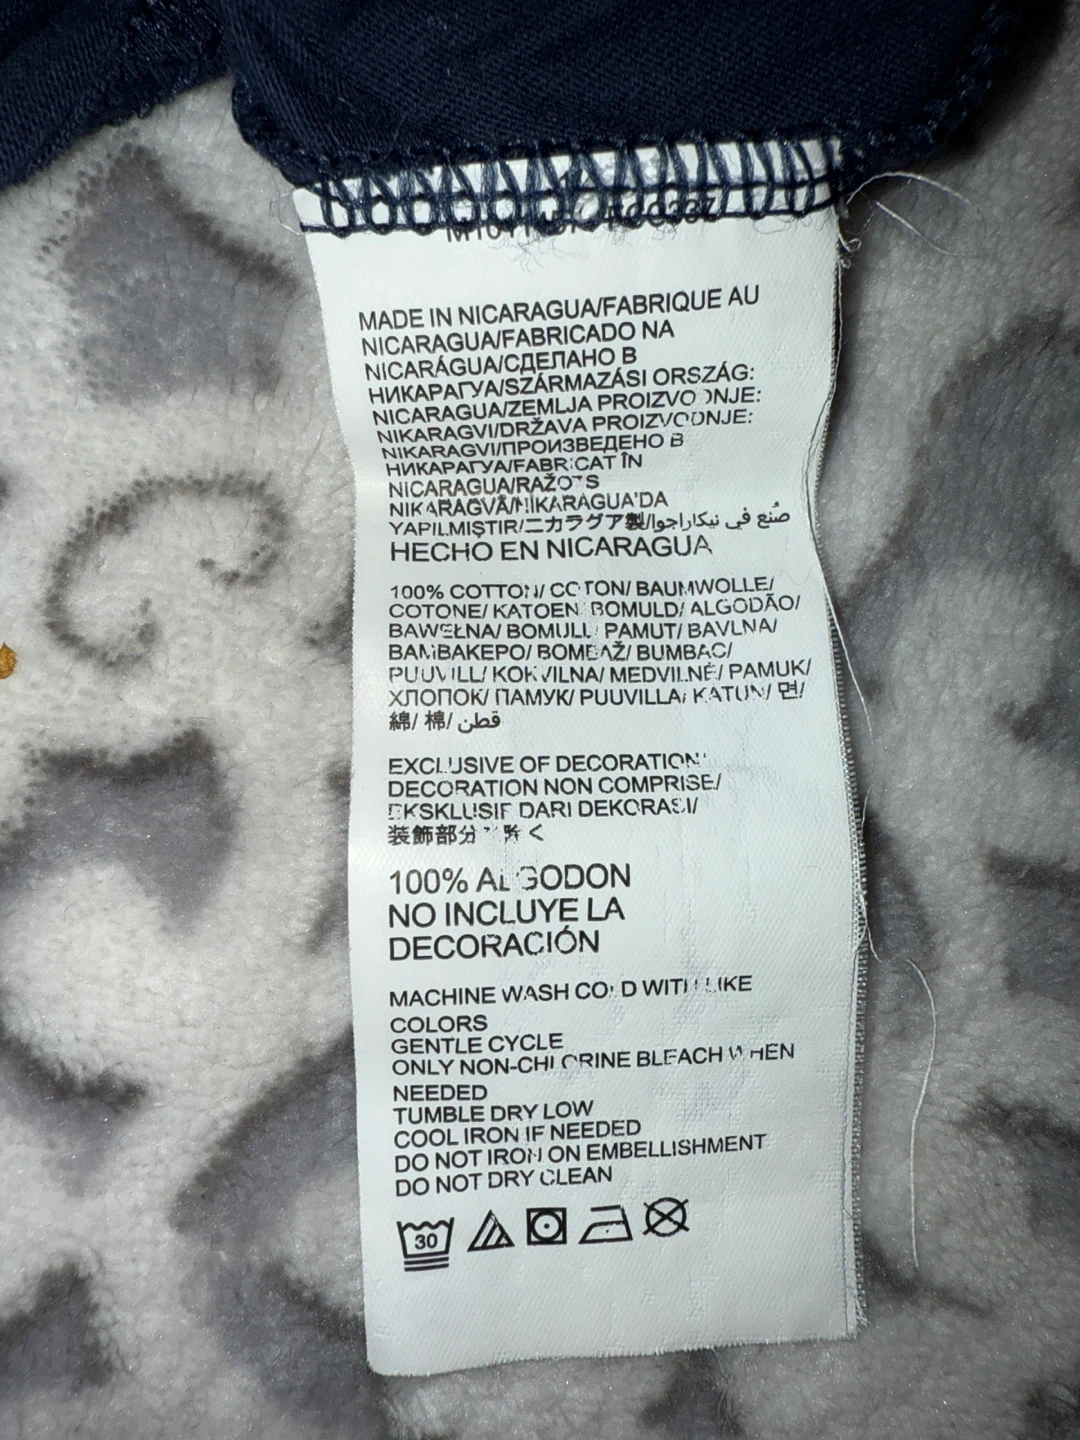 MADE IN NICARAGUA/FABRIQUE AU
NICARAGUA/FABRICADO NA
NICARÁGUA/СДЕЛАНО В
НИКАРАГУА/SZÁRMAZÁSI ORSZÁG:
NICARAGUA/ZEMLJA PROIZVODNJE:
NIKARAGVI/DRŽAVA PROIZVODNJE:
NIKARAGVI/ПРОИЗВЕДЕНО В
НИКАРАГУА/FABRICAT ÎN
NICARAGUA/RAŽOTS
NIKARAGVĀ/NIKARAGUA'DA
YAPILMIŞTIR/ニカラグア製/صُنع في نيكاراجوا
HECHO EN NICARAGUA
100% COTTON/ COTON/ BAUMWOLLE/
COTONE/ KATOEN/ BOMULD/ ALGODÃO/
BAWEŁNA/ BOMULL/ PAMUT/ BAVLNA/
ΒΑΜΒΑΚΕΡΟ/ BOMBAŽ/ BUMBAC/
PUUVILL/ KOKVILNA/ MEDVILNĖ/ PAMUK/
ХЛОПОК/ ПАМУК/ PUUVILLA/ KATUN/ 면/
綿/ 棉/ قطن
EXCLUSIVE OF DECORATION/
DECORATION NON COMPRISE/
EKSKLUSIF DARI DEKORASI/
装飾部分を除く
100% ALGODON
NO INCLUYE LA
DECORACIÓN
MACHINE WASH COLD WITH LIKE
COLORS
GENTLE CYCLE
ONLY NON-CHLORINE BLEACH WHEN
NEEDED
TUMBLE DRY LOW
COOL IRON IF NEEDED
DO NOT IRON ON EMBELLISHMENT
DO NOT DRY CLEAN
30